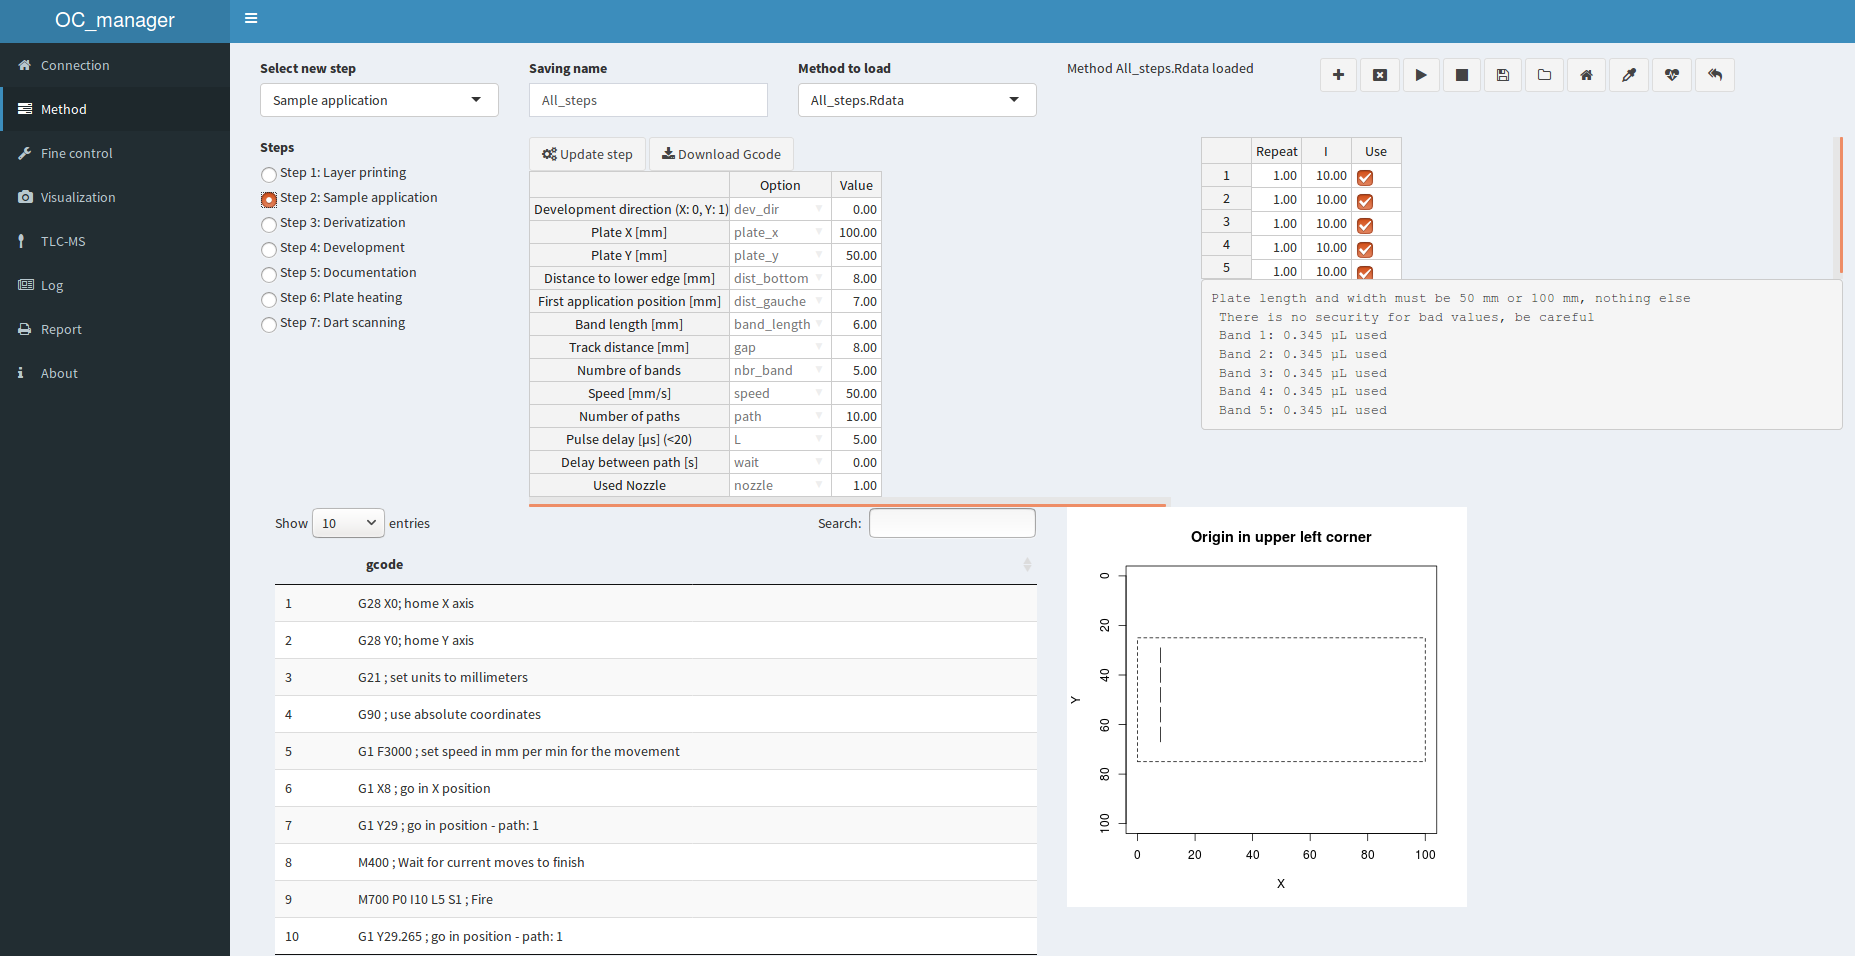 OC_manager
Connection
Method
Fine control
Visualization
TLC-MS
Log
Report
About
Select new step
Sample application
Saving name
All_steps
Method to load
All_steps.Rdata
Method All_steps.Rdata loaded
Steps
Step 1: Layer printing
Step 2: Sample application
Step 3: Derivatization
Step 4: Development
Step 5: Documentation
Step 6: Plate heating
Step 7: Dart scanning
Update step Download Gcode
Option Value
Development direction (X: 0, Y: 1) dev_dir 0.00
Plate X [mm] plate_x 100.00
Plate Y [mm] plate_y 50.00
Distance to lower edge [mm] dist_bottom 8.00
First application position [mm] dist_gauche 7.00
Band length [mm] band_length 6.00
Track distance [mm] gap 8.00
Numbre of bands nbr_band 5.00
Speed [mm/s] speed 50.00
Number of paths path 10.00
Pulse delay [µs] (<20) L 5.00
Delay between path [s] wait 0.00
Used Nozzle nozzle 1.00
Repeat I Use
1 1.00 10.00
2 1.00 10.00
3 1.00 10.00
4 1.00 10.00
5 1.00 10.00
Plate length and width must be 50 mm or 100 mm, nothing else
There is no security for bad values, be careful
Band 1: 0.345 µL used
Band 2: 0.345 µL used
Band 3: 0.345 µL used
Band 4: 0.345 µL used
Band 5: 0.345 µL used
Show 10 entries
Search:
gcode
1 G28 X0; home X axis
2 G28 Y0; home Y axis
3 G21 ; set units to millimeters
4 G90 ; use absolute coordinates
5 G1 F3000 ; set speed in mm per min for the movement
6 G1 X8 ; go in X position
7 G1 Y29 ; go in position - path: 1
8 M400 ; Wait for current moves to finish
9 M700 P0 I10 L5 S1 ; Fire
10 G1 Y29.265 ; go in position - path: 1
Origin in upper left corner
0
20
40
60
80
100
Y
0 20 40 60 80 100
X